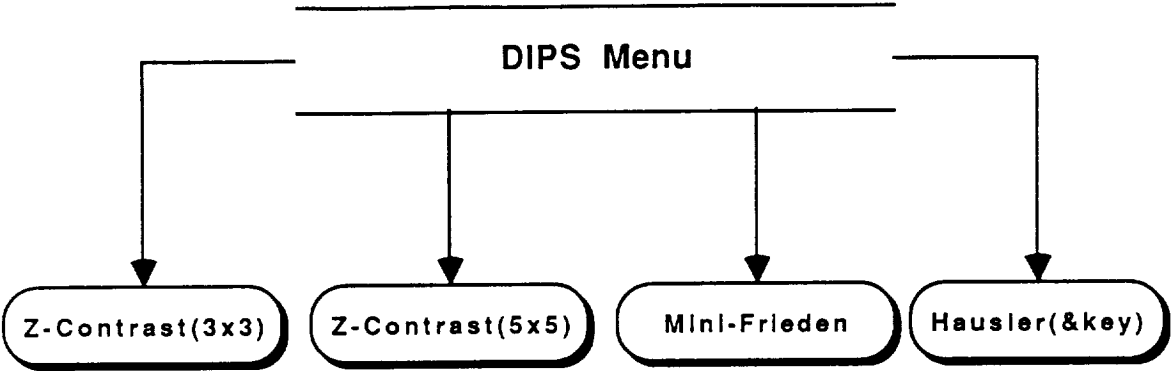 DIPS Menu
Z-Contrast(3x3)
Z-Contrast(5x5)
Mini-Frieden
Hausler(&key)